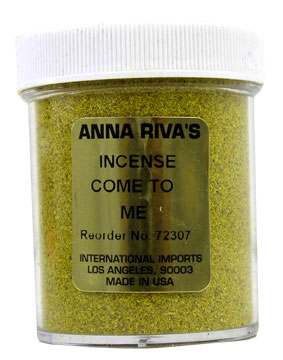 ANNA RIVA'S
INCENSE
COME TO
ME
Reorder No. 72307
INTERNATIONAL IMPORTS
LOS ANGELES, 90003
MADE IN USA